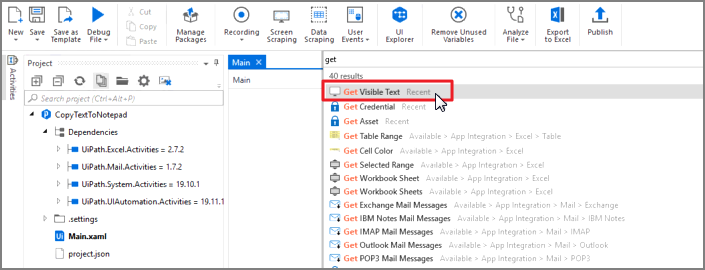 New
Save
Save as Template
Debug File
Cut
Copy
Paste
Manage Packages
Recording
Screen Scraping
Data Scraping
User Events
UI Explorer
Remove Unused Variables
Analyze File
Export to Excel
Publish
Activities
Project
Search project (Ctrl+Alt+P)
CopyTextToNotepad
Dependencies
UiPath.Excel.Activities = 2.7.2
UiPath.Mail.Activities = 1.7.2
UiPath.System.Activities = 19.10.1
UiPath.UIAutomation.Activities = 19.11.1
.settings
Main.xaml
project.json
Main
Main
get
40 results
Get Visible Text Recent
Get Credential Recent
Get Asset Recent
Get Table Range Available > App Integration > Excel > Table
Get Cell Color Available > App Integration > Excel
Get Selected Range Available > App Integration > Excel
Get Workbook Sheet Available > App Integration > Excel
Get Workbook Sheets Available > App Integration > Excel
Get Exchange Mail Messages Available > App Integration > Mail > Exchange
Get IBM Notes Mail Messages Available > App Integration > Mail > IBM Notes
Get IMAP Mail Messages Available > App Integration > Mail > IMAP
Get Outlook Mail Messages Available > App Integration > Mail > Outlook
Get POP3 Mail Messages Available > App Integration > Mail > POP3